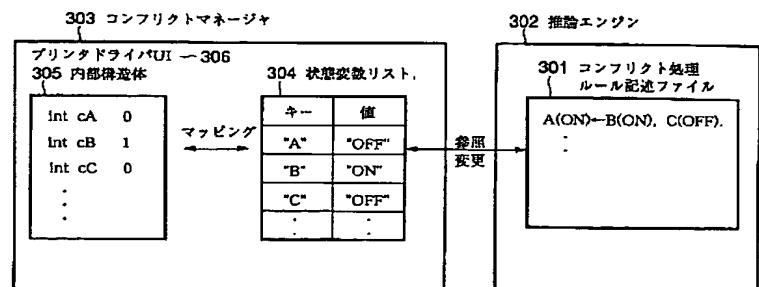 303 コンフリクトマネージャ
プリンタドライバUI 〜306
305 内部構造体
int cA 0
int cB 1
int cC 0
マッピング
304 状態変数リスト.
キー 値
"A" "OFF"
"B" "ON"
"C" "OFF"
参照
変更
302 推論エンジン
301 コンフリクト処理
ルール記述ファイル
A(ON)←B(ON), C(OFF).